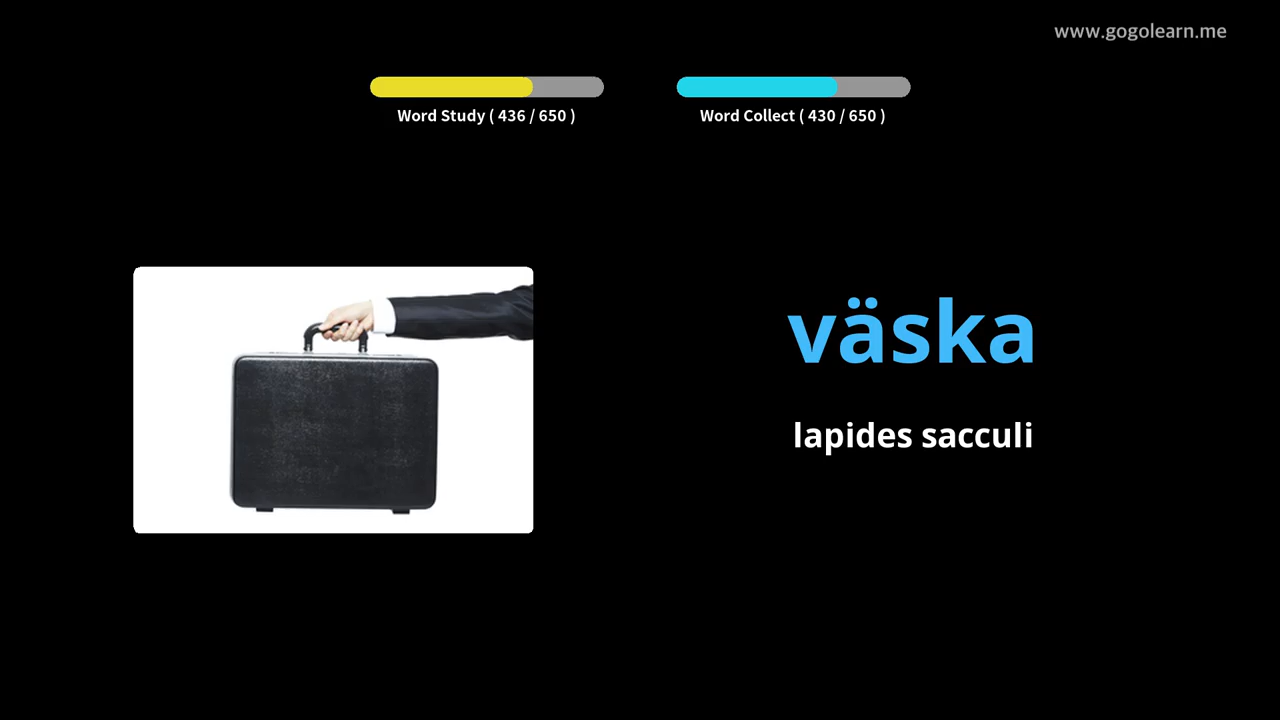 www.gogolearn.me
Word Study ( 436 / 650 )
Word Collect ( 430 / 650 )
väska
lapides sacculi